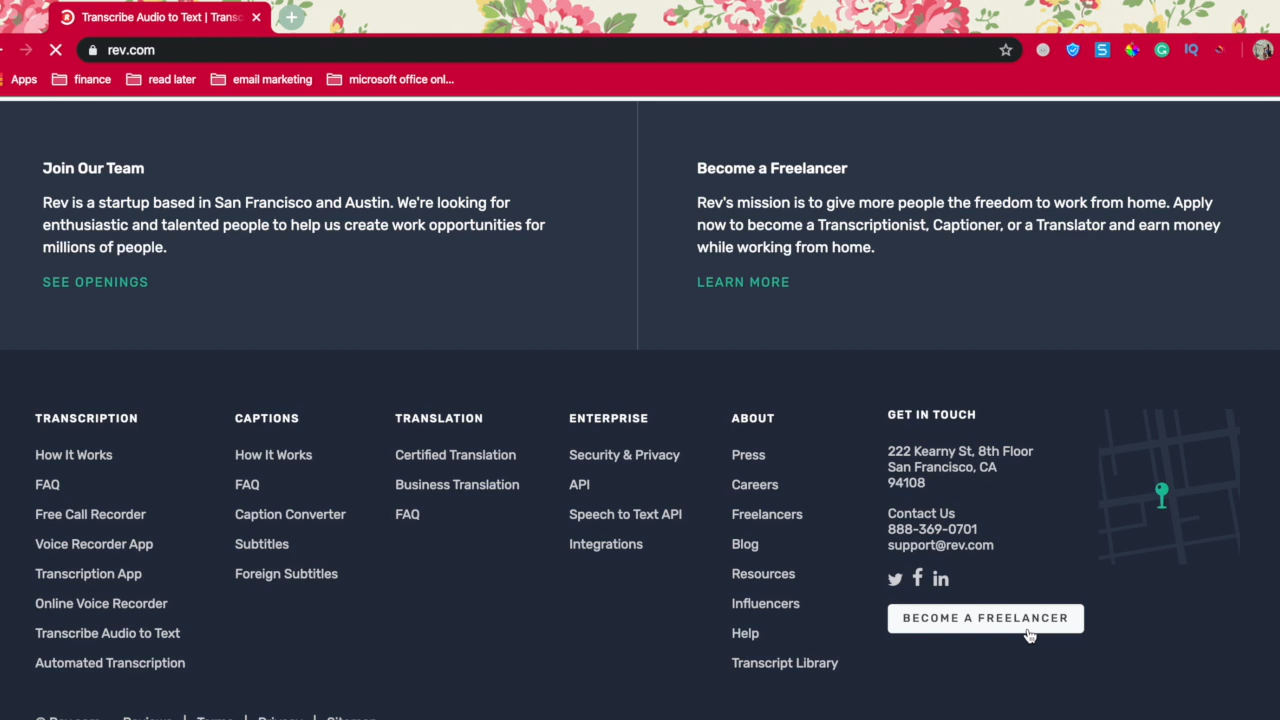 Transcribe Audio to Text | Transc
rev.com
Apps finance read later email marketing microsoft office onl...
Join Our Team
Rev is a startup based in San Francisco and Austin. We're looking for
enthusiastic and talented people to help us create work opportunities for
millions of people.
SEE OPENINGS
Become a Freelancer
Rev's mission is to give more people the freedom to work from home. Apply
now to become a Transcriptionist, Captioner, or a Translator and earn money
while working from home.
LEARN MORE
TRANSCRIPTION
How It Works
FAQ
Free Call Recorder
Voice Recorder App
Transcription App
Online Voice Recorder
Transcribe Audio to Text
Automated Transcription
CAPTIONS
How It Works
FAQ
Caption Converter
Subtitles
Foreign Subtitles
TRANSLATION
Certified Translation
Business Translation
FAQ
ENTERPRISE
Security & Privacy
API
Speech to Text API
Integrations
ABOUT
Press
Careers
Freelancers
Blog
Resources
Influencers
Help
Transcript Library
GET IN TOUCH
222 Kearny St, 8th Floor
San Francisco, CA
94108
Contact Us
888-369-0701
support@rev.com
BECOME A FREELANCER
© Rev.com Reviews | Terms | Privacy | Sitemap